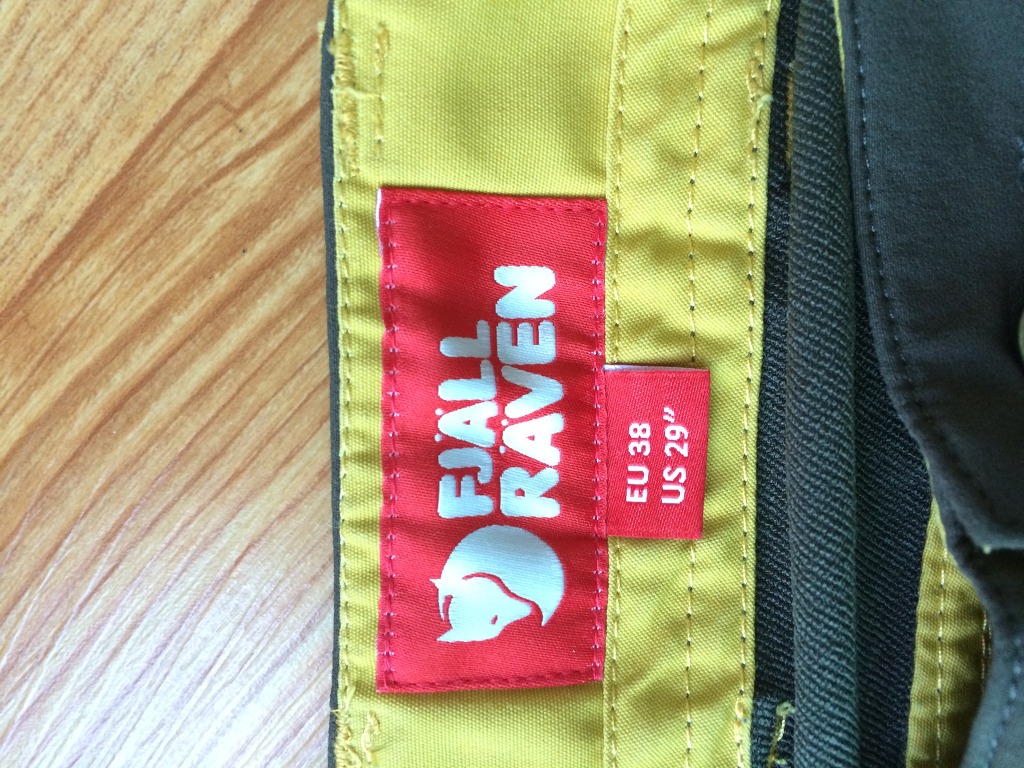 FJÄLL
RÄVEN
EU 38
US 29"